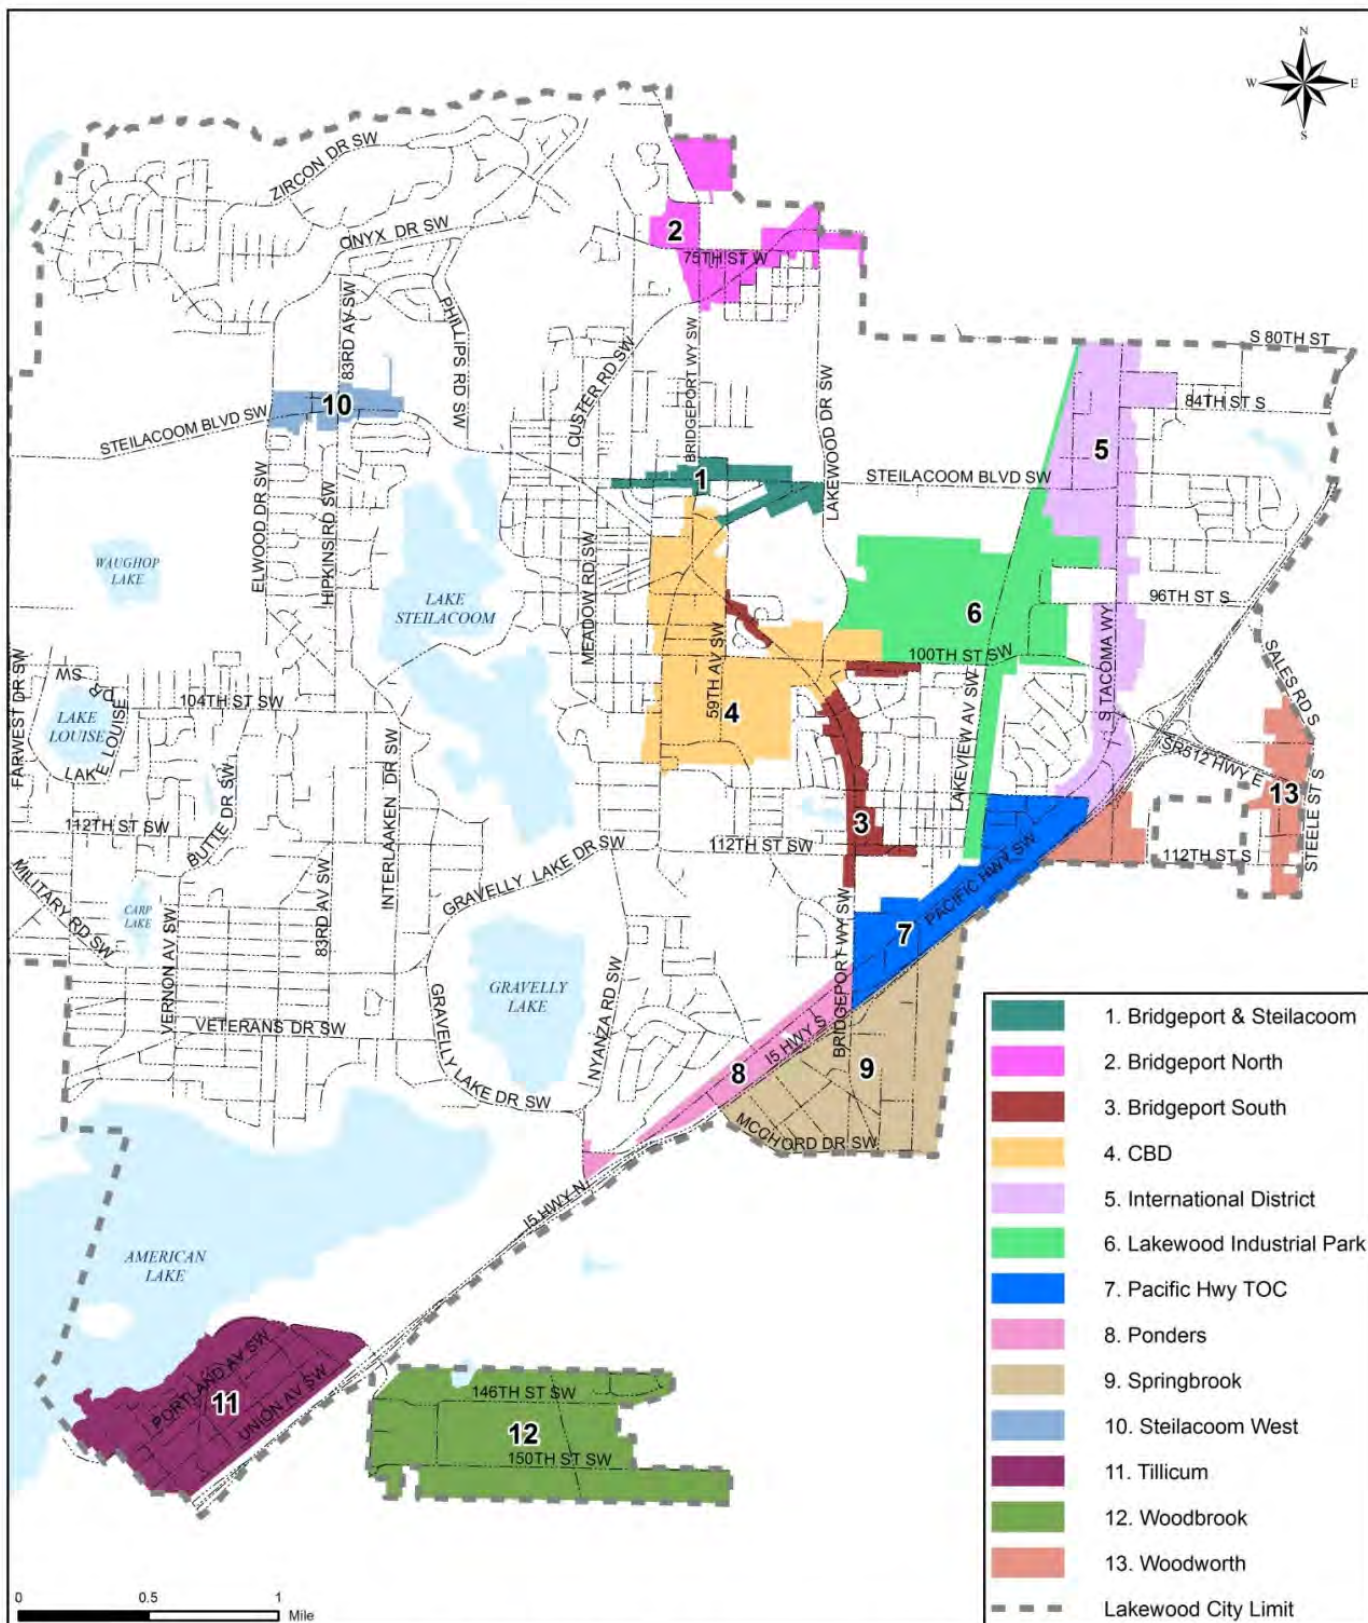 N
W E
S
ZIRCON DR SW
ONYX DR SW
2
75TH ST W
83RD AV SW
PHILLIPS RD SW
CUSTER RD SW
BRIDGEPORT WY SW
LAKEWOOD DR SW
S 80TH ST
84TH ST S
10
STEILACOOM BLVD SW
5
1
STEILACOOM BLVD SW
ELWOOD DR SW
HIPKINS RD SW
WAUGHOP
LAKE
LAKE
STEILACOOM
MEADOW RD SW
6
96TH ST S
100TH ST SW
59TH AV SW
4
LAKEVIEW AV SW
S TACOMA WY
SALES RD S
FARWEST DR SW
LAKE LOUISE DR SW
LAKE
LOUISE
104TH ST SW
SR512 HWY E
13
STEELE ST S
112TH ST SW
BUTTE DR SW
INTERLAAKEN DR SW
3
112TH ST SW
112TH ST S
MILITARY RD SW
CARP
LAKE
VERNON AV SW
83RD AV SW
GRAVELLY LAKE DR SW
PACIFIC HWY SW
7
BRIDGEPORT WY SW
GRAVELLY
LAKE
NYANZA RD SW
VETERANS DR SW
GRAVELLY LAKE DR SW
I5 HWY S
8
9
MCCHORD DR SW
I5 HWY N
AMERICAN
LAKE
PORTLAND AV SW
11
UNION AV SW
146TH ST SW
12
150TH ST SW
1. Bridgeport & Steilacoom
2. Bridgeport North
3. Bridgeport South
4. CBD
5. International District
6. Lakewood Industrial Park
7. Pacific Hwy TOC
8. Ponders
9. Springbrook
10. Steilacoom West
11. Tillicum
12. Woodbrook
13. Woodworth
Lakewood City Limit
0 0.5 1
Mile